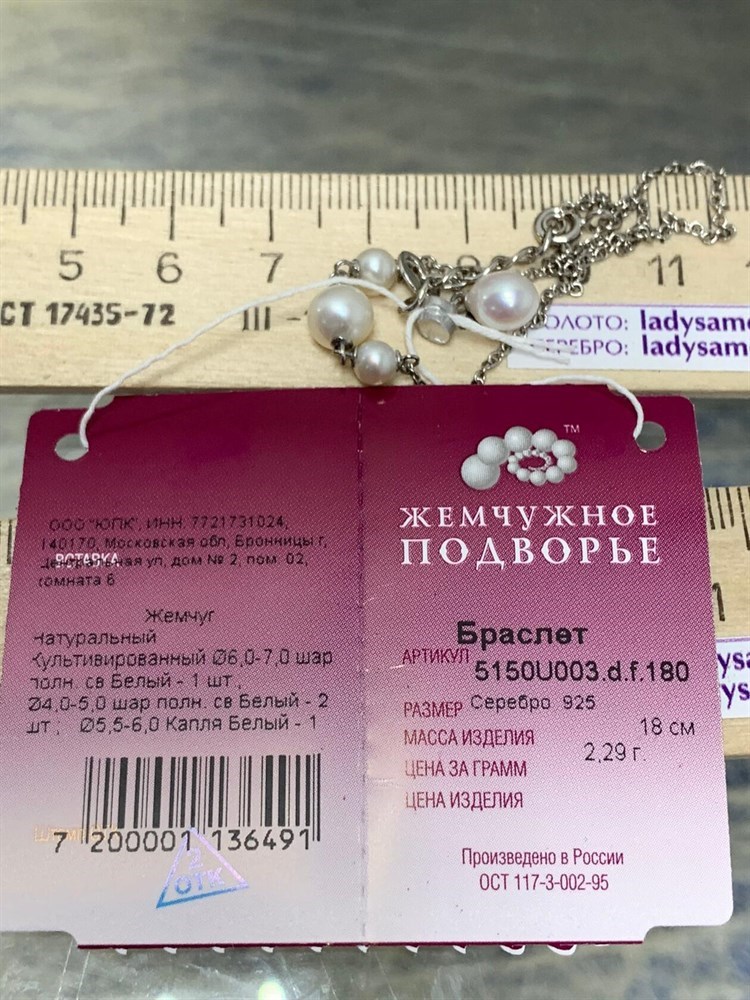 5 6 7 11
СТ 17435-72
III
ЗОЛОТО: ladysam
СЕРЕБРО: ladysam
ООО "ЮПК", ИНН: 7721731024,
140170, Московская обл, Бронницы г,
Центральная ул, дом № 2, пом. 02,
комната 6
ВСТАВКА
Жемчуг
натуральный
Культивированный Ø6,0-7,0 шар
полн. св Белый - 1 шт,
Ø4,0-5,0 шар полн. св Белый - 2
шт; Ø5,5-6,0 Капля Белый - 1
7 200001 136491
2
ОТК
TM
ЖЕМЧУЖНОЕ
ПОДВОРЬЕ
Браслет
АРТИКУЛ 5150U003.d.f.180
РАЗМЕР Серебро 925
18 см
МАССА ИЗДЕЛИЯ
2,29 г.
ЦЕНА ЗА ГРАММ
ЦЕНА ИЗДЕЛИЯ
Произведено в России
ОСТ 117-3-002-95